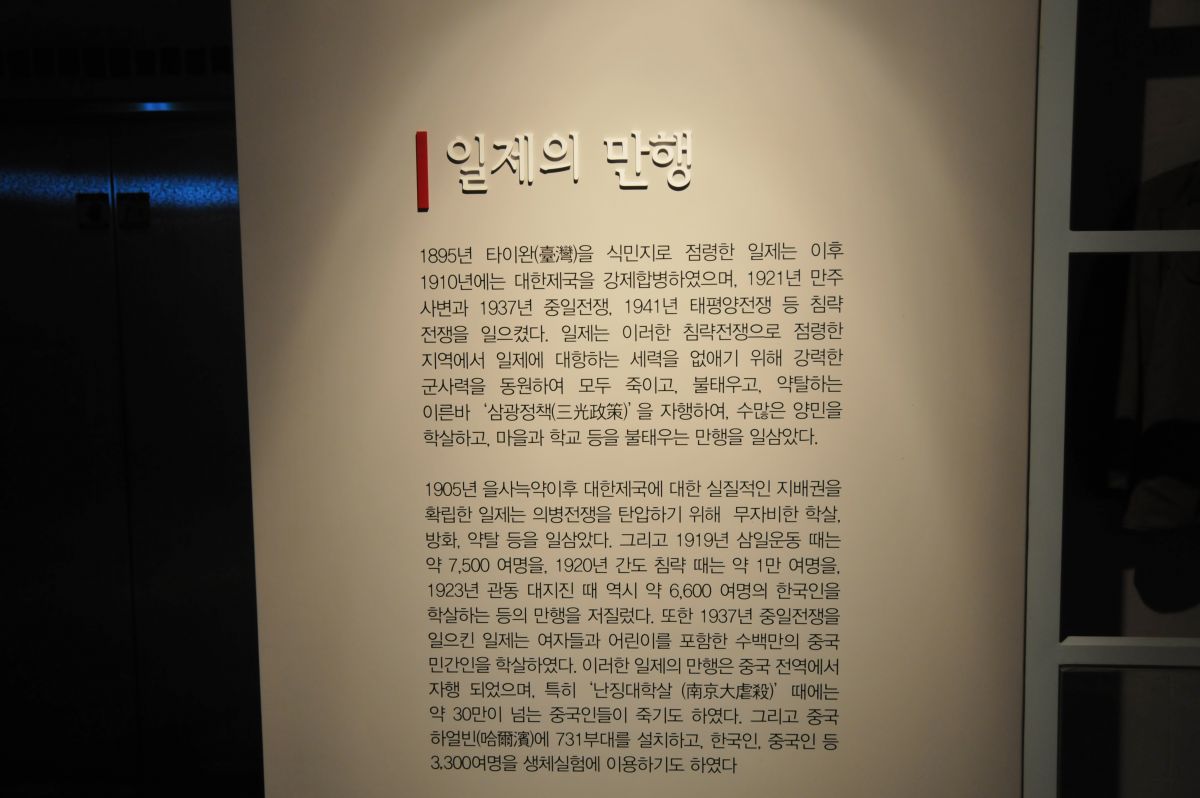 일제의 만행
1895년 타이완(臺灣)을 식민지로 점령한 일제는 이후
1910년에는 대한제국을 강제합병하였으며, 1921년 만주
사변과 1937년 중일전쟁, 1941년 태평양전쟁 등 침략
전쟁을 일으켰다. 일제는 이러한 침략전쟁으로 점령한
지역에서 일제에 대항하는 세력을 없애기 위해 강력한
군사력을 동원하여 모두 죽이고, 불태우고, 약탈하는
이른바 ‘삼광정책(三光政策)’을 자행하여, 수많은 양민을
학살하고, 마을과 학교 등을 불태우는 만행을 일삼았다.
1905년 을사늑약이후 대한제국에 대한 실질적인 지배권을
확립한 일제는 의병전쟁을 탄압하기 위해 무자비한 학살,
방화, 약탈 등을 일삼았다. 그리고 1919년 삼일운동 때는
약 7,500 여명을, 1920년 간도 침략 때는 약 1만 여명을,
1923년 관동 대지진 때 역시 약 6,600 여명의 한국인을
학살하는 등의 만행을 저질렀다. 또한 1937년 중일전쟁을
일으킨 일제는 여자들과 어린이를 포함한 수백만의 중국
민간인을 학살하였다. 이러한 일제의 만행은 중국 전역에서
자행 되었으며, 특히 ‘난징대학살 (南京大虐殺)’ 때에는
약 30만이 넘는 중국인들이 죽기도 하였다. 그리고 중국
하얼빈(哈爾濱)에 731부대를 설치하고, 한국인, 중국인 등
3,300여명을 생체실험에 이용하기도 하였다